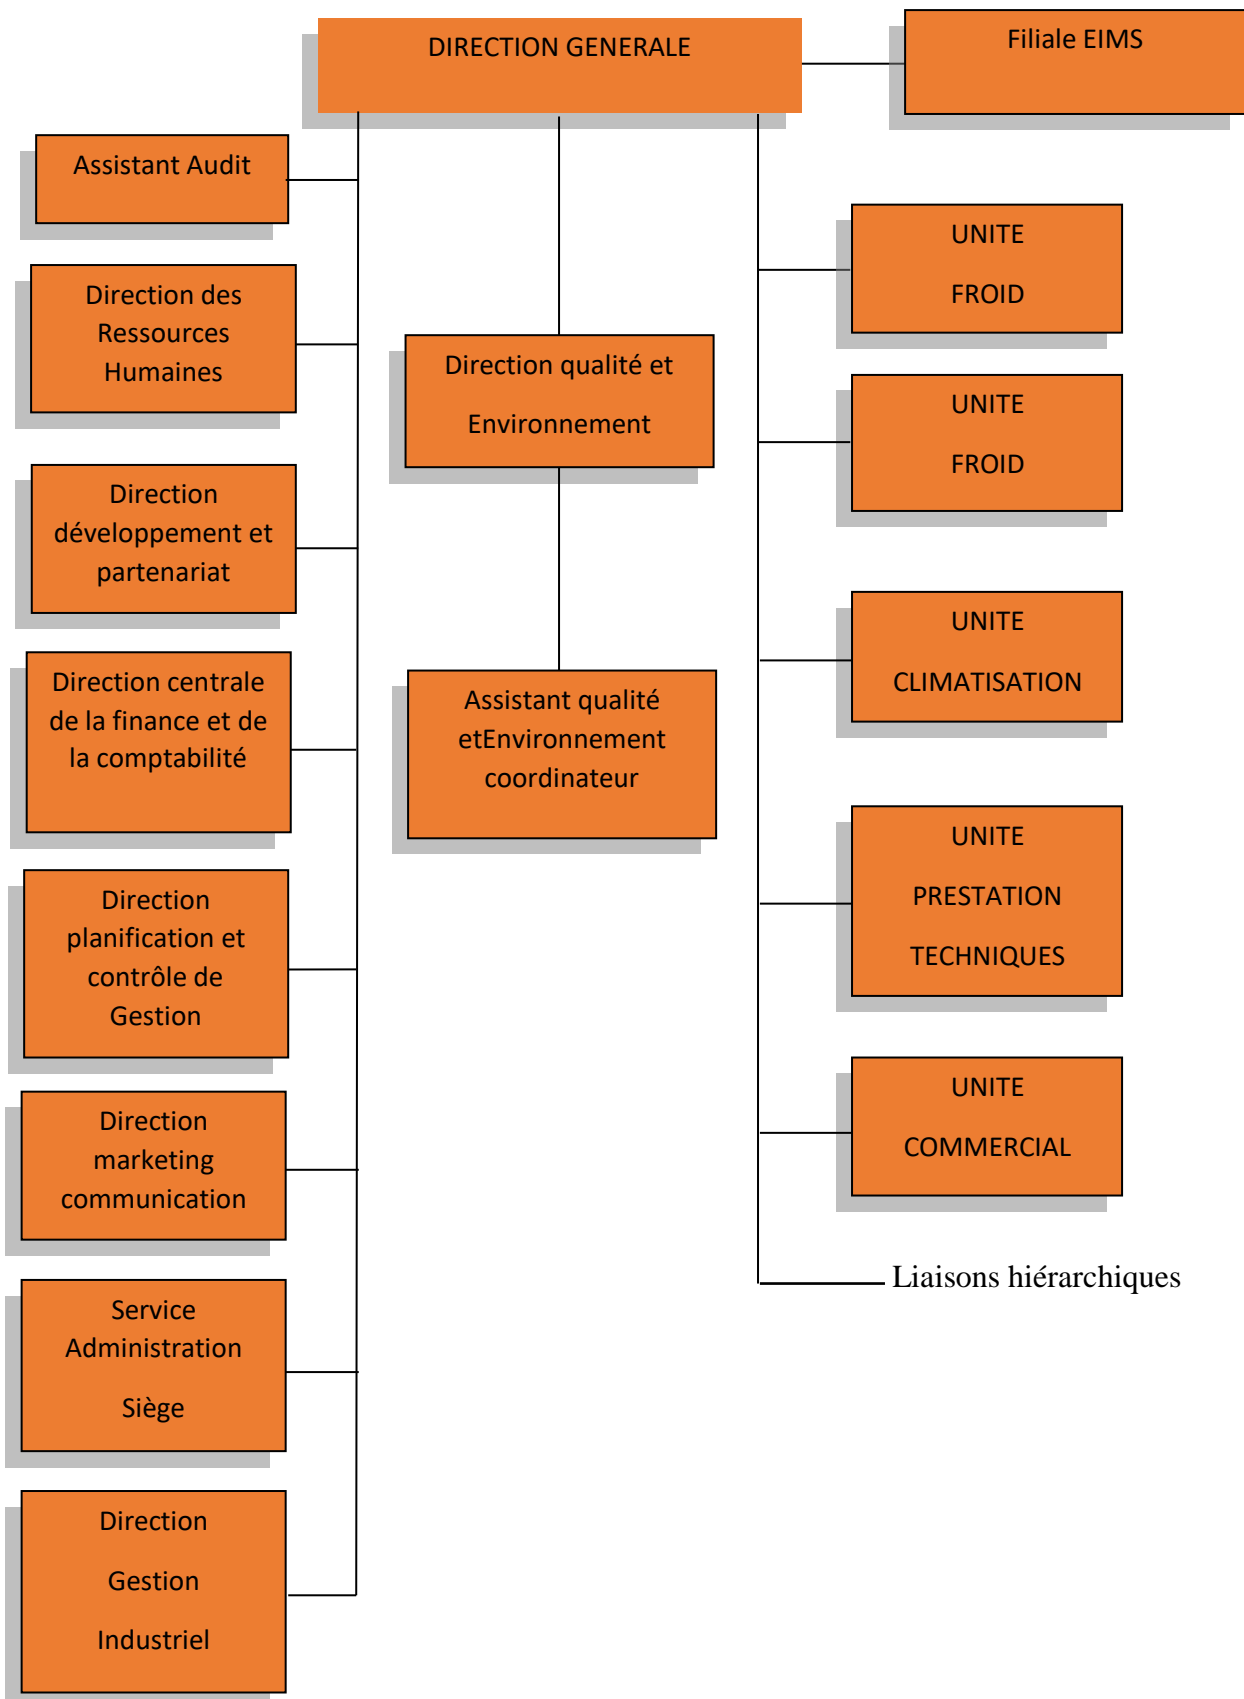 DIRECTION GENERALE
Filiale EIMS
Assistant Audit
Direction des
Ressources
Humaines
Direction
développement et
partenariat
Direction centrale
de la finance et de
la comptabilité
Direction
planification et
contrôle de
Gestion
Direction
marketing
communication
Service
Administration
Siège
Direction
Gestion
Industriel
Direction qualité et
Environnement
Assistant qualité
etEnvironnement
coordinateur
UNITE
FROID
UNITE
FROID
UNITE
CLIMATISATION
UNITE
PRESTATION
TECHNIQUES
UNITE
COMMERCIAL
Liaisons hiérarchiques